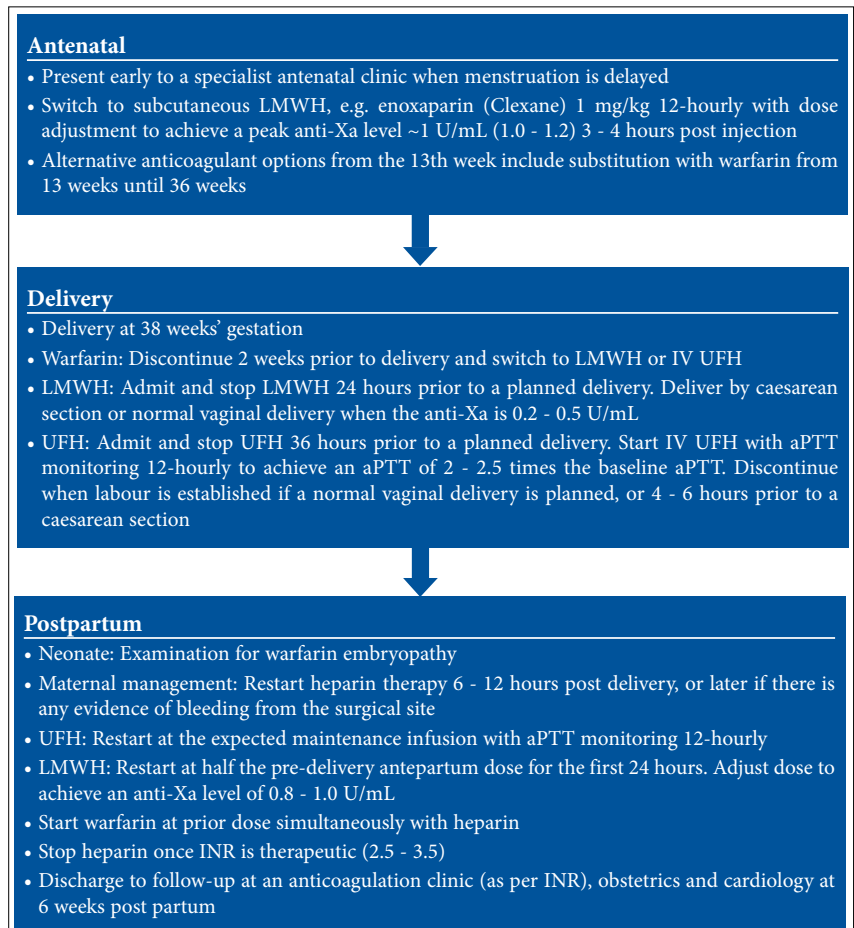 Antenatal
• Present early to a specialist antenatal clinic when menstruation is delayed
• Switch to subcutaneous LMWH, e.g. enoxaparin (Clexane) 1 mg/kg 12-hourly with dose
adjustment to achieve a peak anti-Xa level ~1 U/mL (1.0 - 1.2) 3 - 4 hours post injection
• Alternative anticoagulant options from the 13th week include substitution with warfarin from
13 weeks until 36 weeks
Delivery
• Delivery at 38 weeks' gestation
• Warfarin: Discontinue 2 weeks prior to delivery and switch to LMWH or IV UFH
• LMWH: Admit and stop LMWH 24 hours prior to a planned delivery. Deliver by caesarean
section or normal vaginal delivery when the anti-Xa is 0.2 - 0.5 U/mL
• UFH: Admit and stop UFH 36 hours prior to a planned delivery. Start IV UFH with aPTT
monitoring 12-hourly to achieve an aPTT of 2 - 2.5 times the baseline aPTT. Discontinue
when labour is established if a normal vaginal delivery is planned, or 4 - 6 hours prior to a
caesarean section
Postpartum
• Neonate: Examination for warfarin embryopathy
• Maternal management: Restart heparin therapy 6 - 12 hours post delivery, or later if there is
any evidence of bleeding from the surgical site
• UFH: Restart at the expected maintenance infusion with aPTT monitoring 12-hourly
• LMWH: Restart at half the pre-delivery antepartum dose for the first 24 hours. Adjust dose to
achieve an anti-Xa level of 0.8 - 1.0 U/mL
• Start warfarin at prior dose simultaneously with heparin
• Stop heparin once INR is therapeutic (2.5 - 3.5)
• Discharge to follow-up at an anticoagulation clinic (as per INR), obstetrics and cardiology at
6 weeks post partum